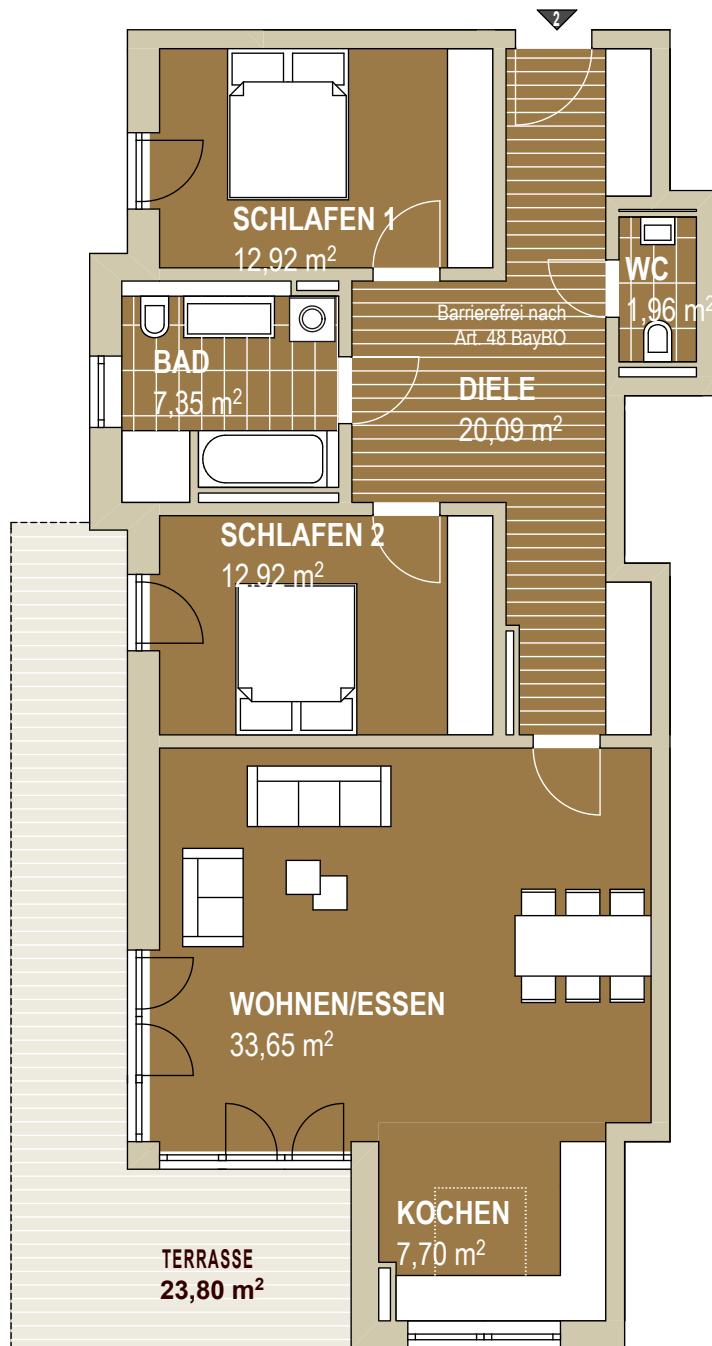 2
SCHLAFEN 1
12,92 m²
WC
1,96 m²
Barrierefrei nach
Art. 48 BayBO
BAD
7,35 m²
DIELE
20,09 m²
SCHLAFEN 2
12,92 m²
WOHNEN/ESSEN
33,65 m²
KOCHEN
7,70 m²
TERRASSE
23,80 m²